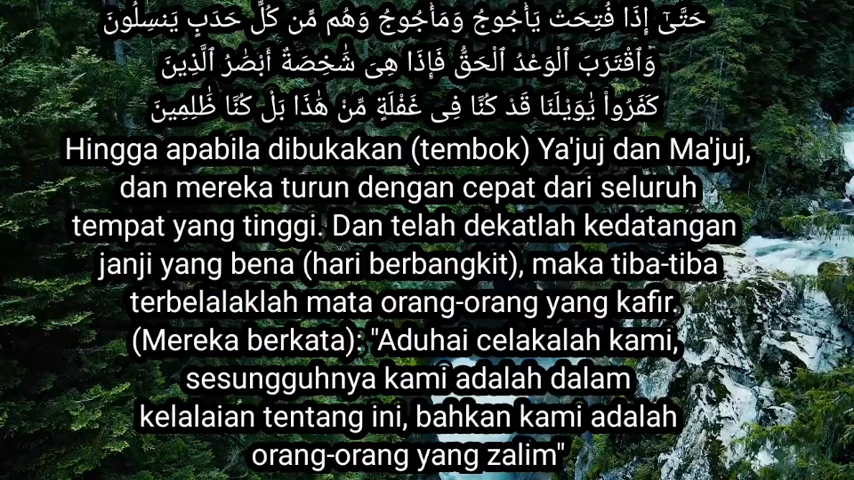 حَتَّىٰٓ إِذَا فُتِحَتْ يَأْجُوجُ وَمَأْجُوجُ وَهُم مِّن كُلِّ حَدَبٍ يَنسِلُونَ
وَٱقْتَرَبَ ٱلْوَعْدُ ٱلْحَقُّ فَإِذَا هِىَ شَٰخِصَةٌ أَبْصَٰرُ ٱلَّذِينَ
كَفَرُوا۟ يَٰوَيْلَنَا قَدْ كُنَّا فِى غَفْلَةٍ مِّنْ هَٰذَا بَلْ كُنَّا ظَٰلِمِينَ
Hingga apabila dibukakan (tembok) Ya'juj dan Ma'juj,
dan mereka turun dengan cepat dari seluruh
tempat yang tinggi. Dan telah dekatlah kedatangan
janji yang bena (hari berbangkit), maka tiba-tiba
terbelalaklah mata orang-orang yang kafir.
(Mereka berkata): "Aduhai celakalah kami,
sesungguhnya kami adalah dalam
kelalaian tentang ini, bahkan kami adalah
orang-orang yang zalim"